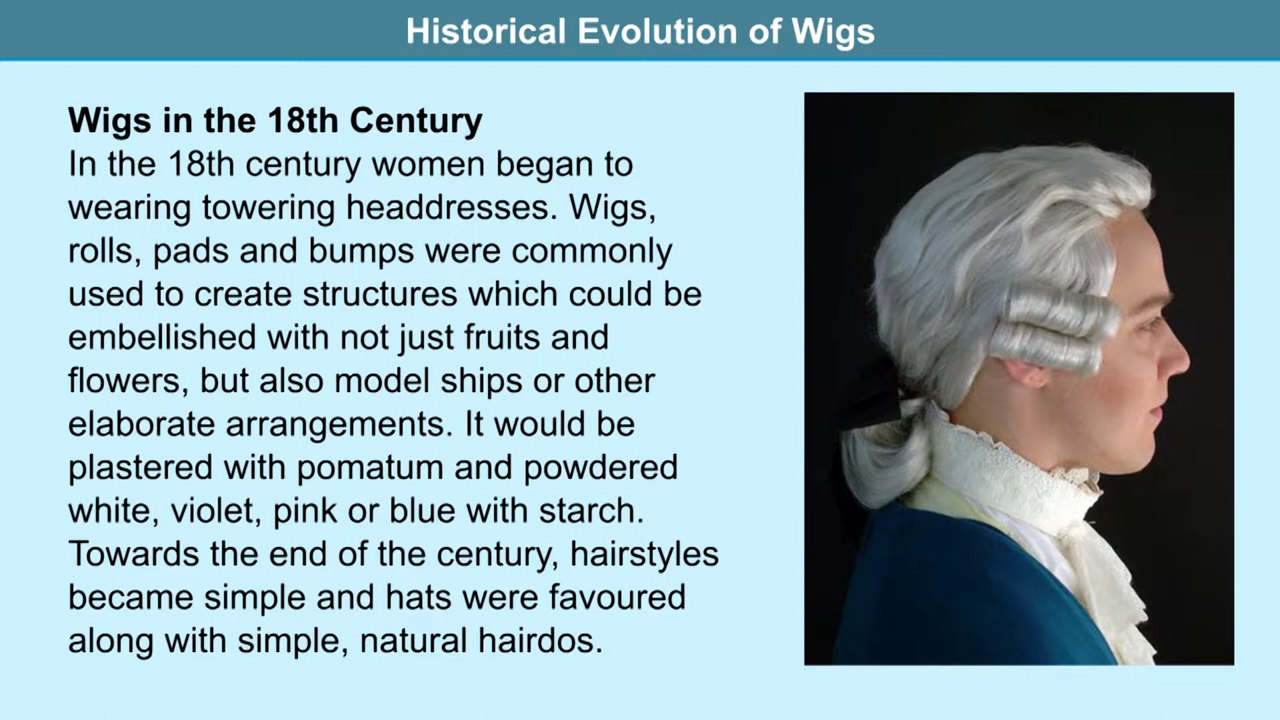 Historical Evolution of Wigs
Wigs in the 18th Century
In the 18th century women began to
wearing towering headdresses. Wigs,
rolls, pads and bumps were commonly
used to create structures which could be
embellished with not just fruits and
flowers, but also model ships or other
elaborate arrangements. It would be
plastered with pomatum and powdered
white, violet, pink or blue with starch.
Towards the end of the century, hairstyles
became simple and hats were favoured
along with simple, natural hairdos.